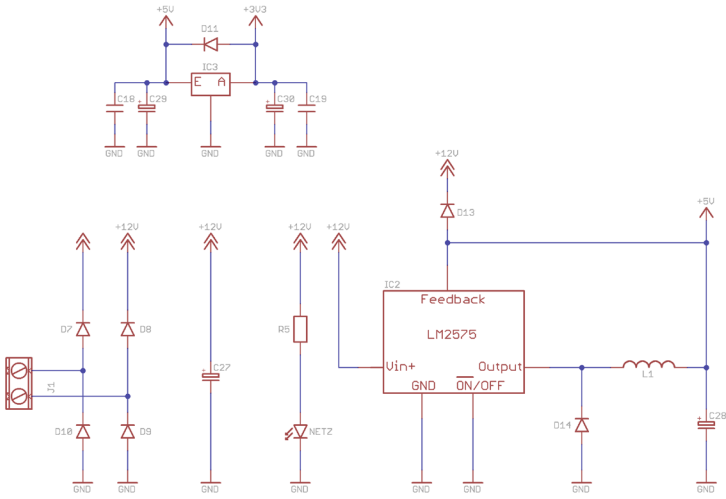 +5V
+3V3
D11
IC3
E A
C18
C29
C30
C19
+
+
GND
GND
GND
GND
GND
+12V
+5V
D13
+12V
+12V
+12V
+12V
IC2
Feedback
LM2575
D7
D8
R5
Vin+
Output
C27
+
L1
J1
GND
ON/OFF
D10
D9
NETZ
D14
C28
+
GND
GND
GND
GND
GND
GND
GND
GND